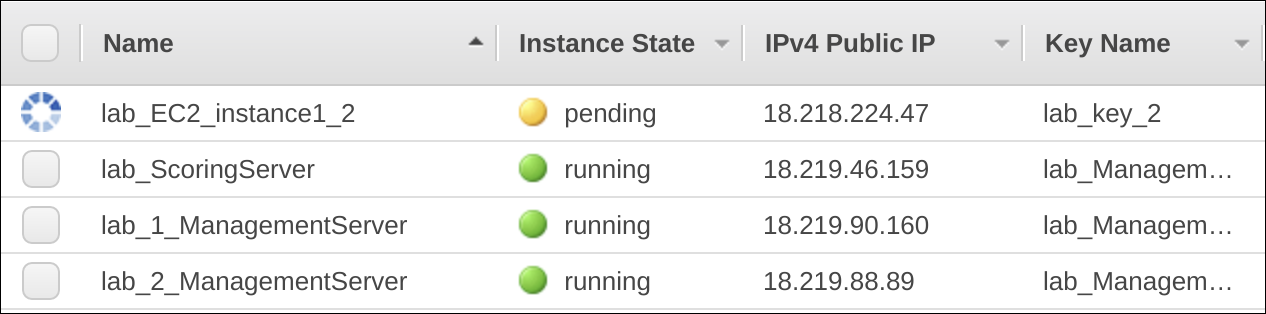 Name Instance State IPv4 Public IP Key Name
lab_EC2_instance1_2 pending 18.218.224.47 lab_key_2
lab_ScoringServer running 18.219.46.159 lab_Managem…
lab_1_ManagementServer running 18.219.90.160 lab_Managem…
lab_2_ManagementServer running 18.219.88.89 lab_Managem…